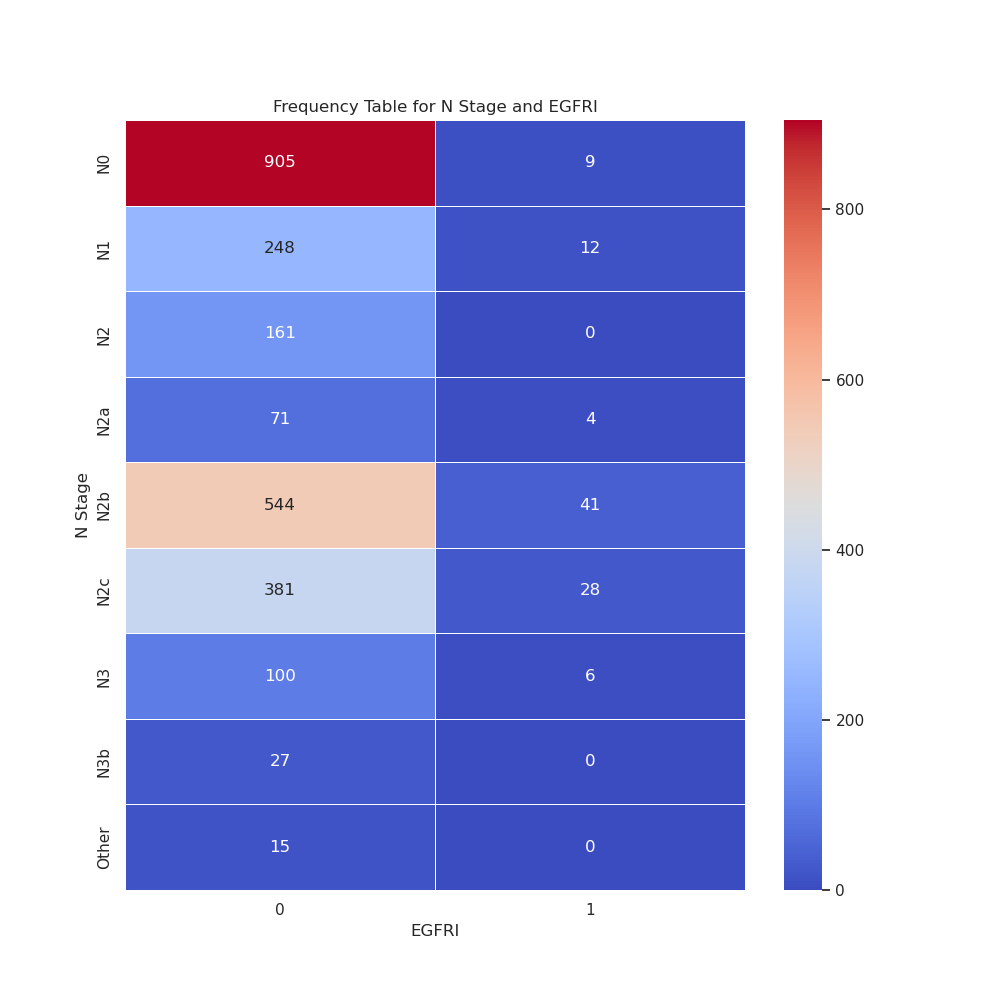 Frequency Table for N Stage and EGFRI
N Stage
N0 905 9
N1 248 12
N2 161 0
N2a 71 4
N2b 544 41
N2c 381 28
N3 100 6
N3b 27 0
Other 15 0
0 1
EGFRI
800
600
400
200
0